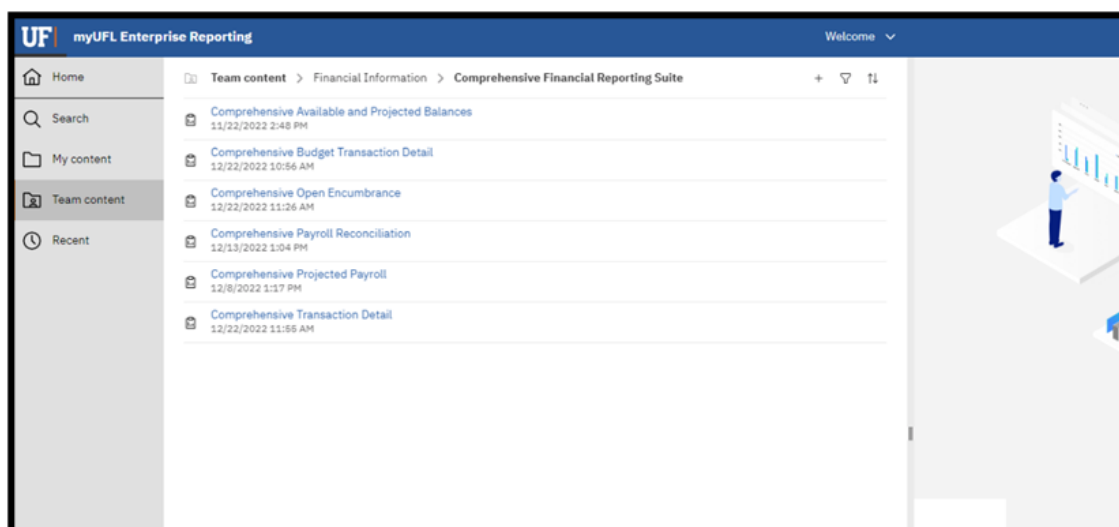 UF myUFL Enterprise Reporting Welcome
Home
Search
My content
Team content
Recent
Team content > Financial Information > Comprehensive Financial Reporting Suite
Comprehensive Available and Projected Balances
11/22/2022 2:48 PM
Comprehensive Budget Transaction Detail
12/22/2022 10:56 AM
Comprehensive Open Encumbrance
12/22/2022 11:26 AM
Comprehensive Payroll Reconciliation
12/13/2022 1:04 PM
Comprehensive Projected Payroll
12/8/2022 1:17 PM
Comprehensive Transaction Detail
12/22/2022 11:55 AM